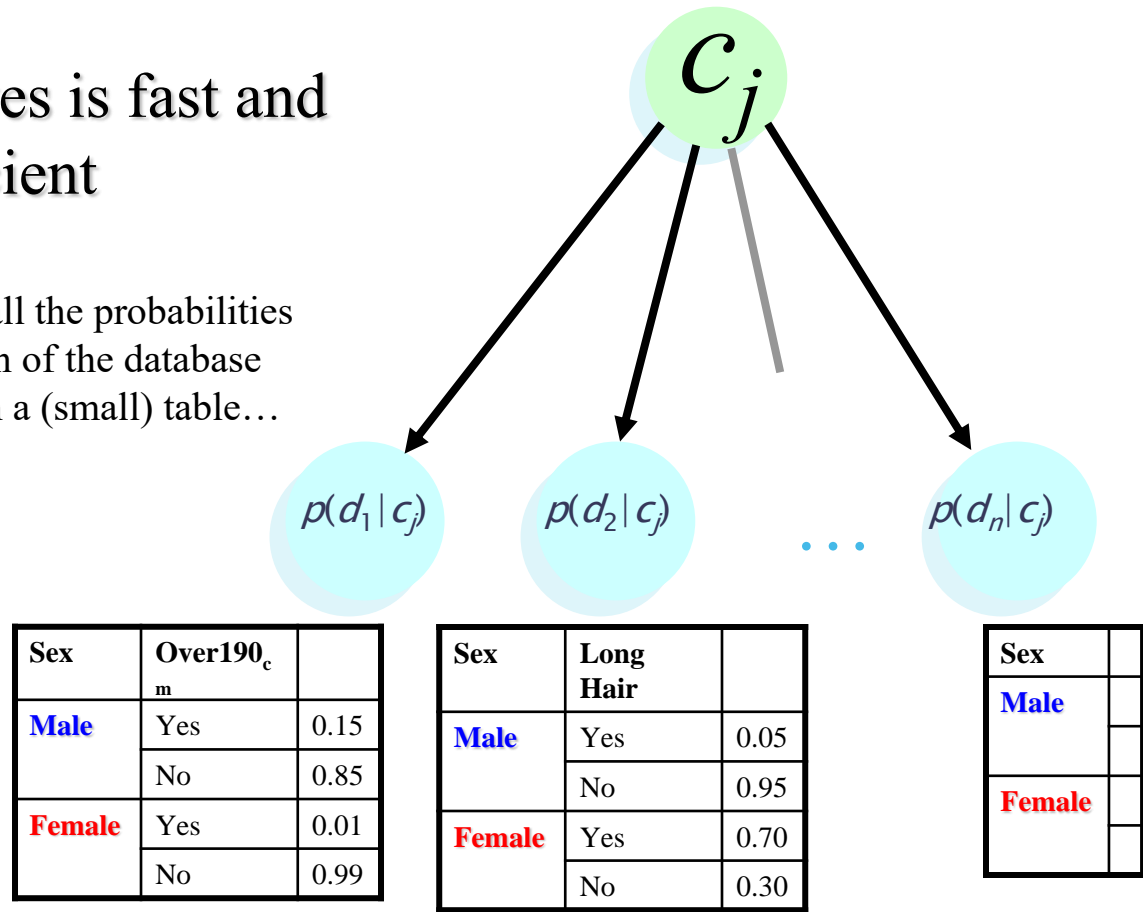 c_j
es is fast and
ient
all the probabilities
n of the database
n a (small) table…
p(d_1|c_j) p(d_2|c_j) ... p(d_n|c_j)
Sex Over190_cm
Male Yes 0.15
No 0.85
Female Yes 0.01
No 0.99
Sex Long Hair
Male Yes 0.05
No 0.95
Female Yes 0.70
No 0.30
Sex
Male
Female